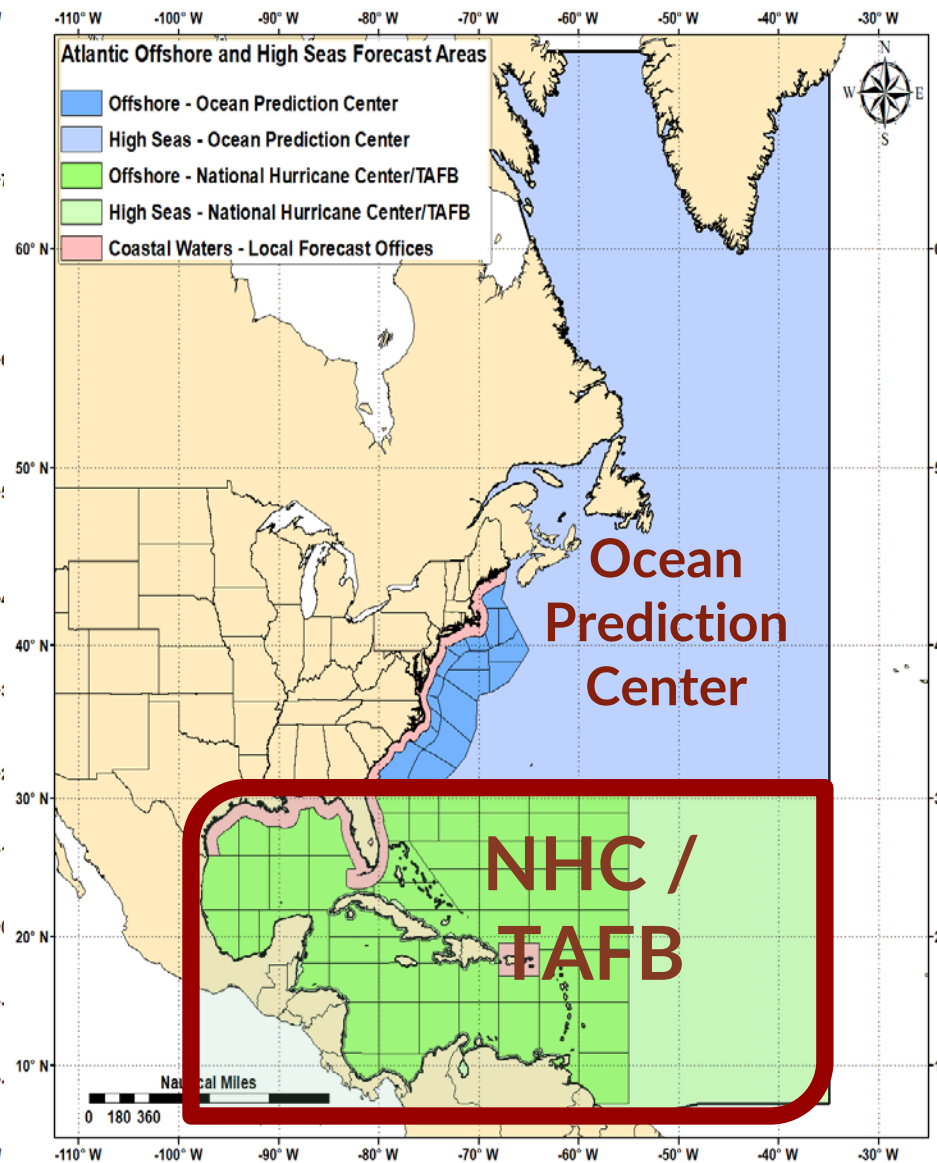 -110° W -100° W -90° W -80° W -70° W -60° W -50° W -40° W -30° W
Atlantic Offshore and High Seas Forecast Areas
Offshore - Ocean Prediction Center
High Seas - Ocean Prediction Center
Offshore - National Hurricane Center/TAFB
High Seas - National Hurricane Center/TAFB
Coastal Waters - Local Forecast Offices
N
W E
S
60° N
50° N
Ocean
Prediction
Center
40° N
30° N
NHC /
TAFB
20° N
10° N
Nautical Miles
0 180 360
-110° W -100° W -90° W -80° W -70° W -60° W -50° W -40° W -30° W